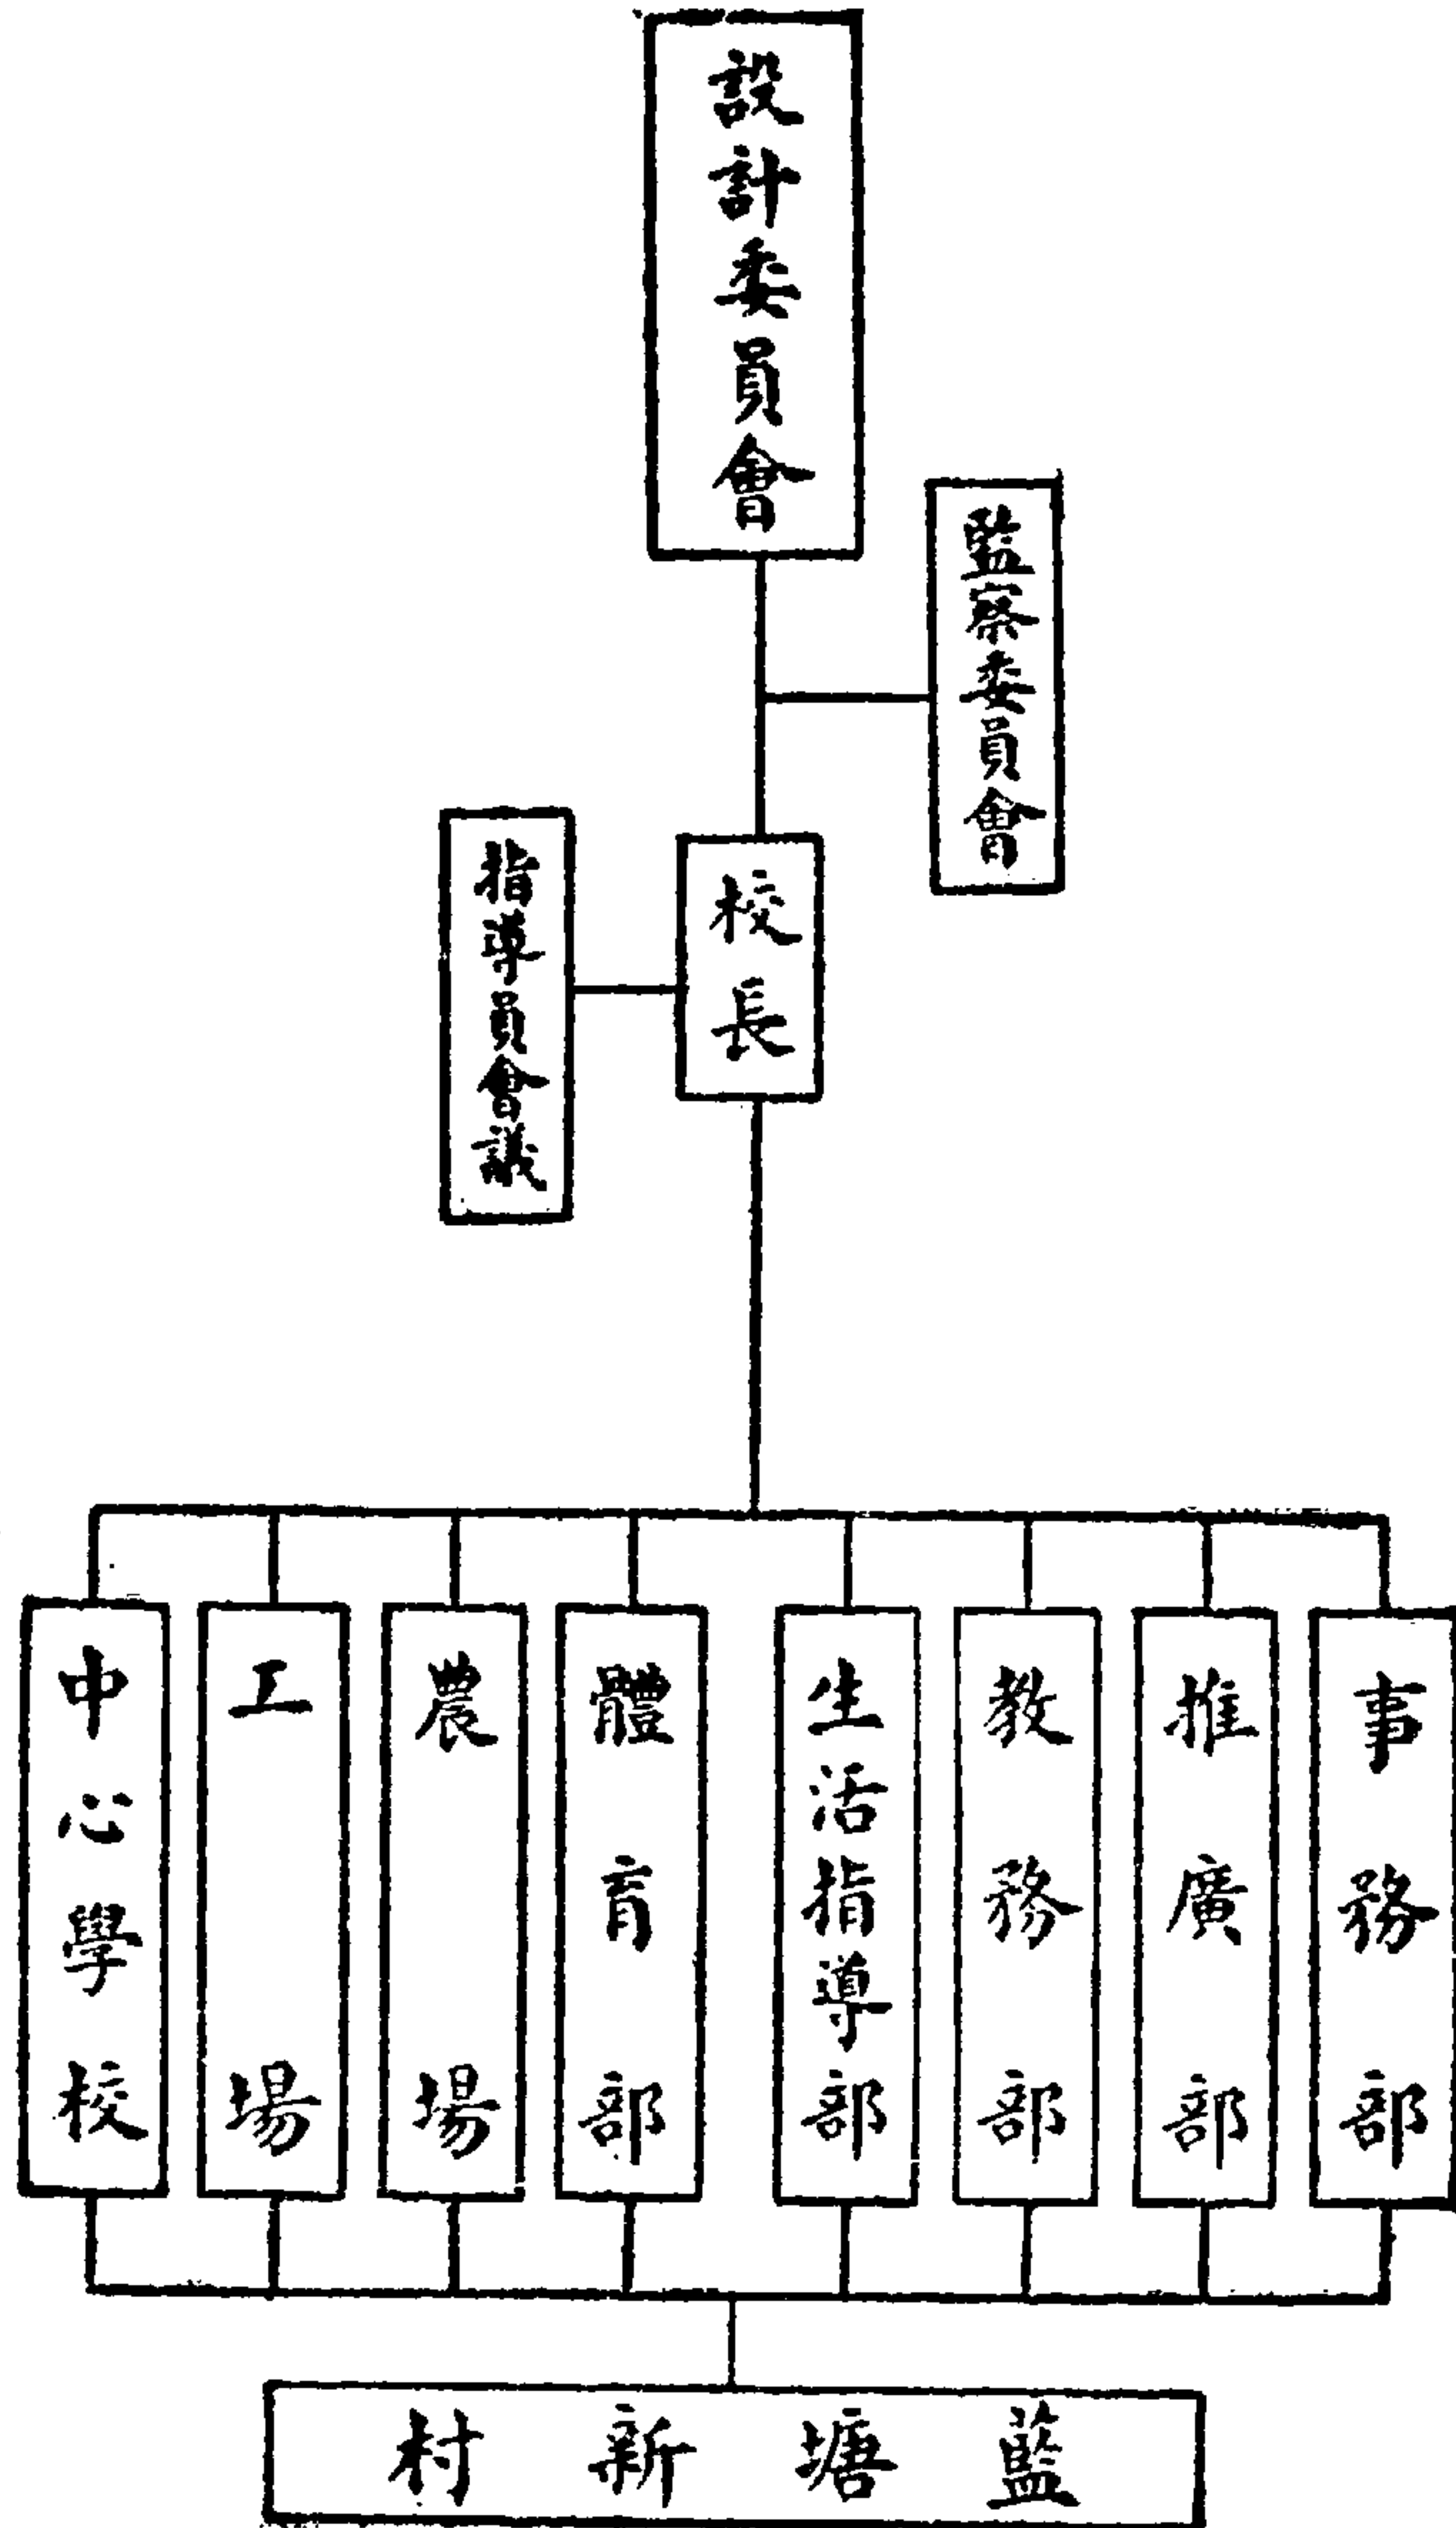 設計委員會
監察委員會
校長
指導員會議
事務部
推廣部
教務部
生活指導部
體育部
農場
工場
中心學校
藍塘新村